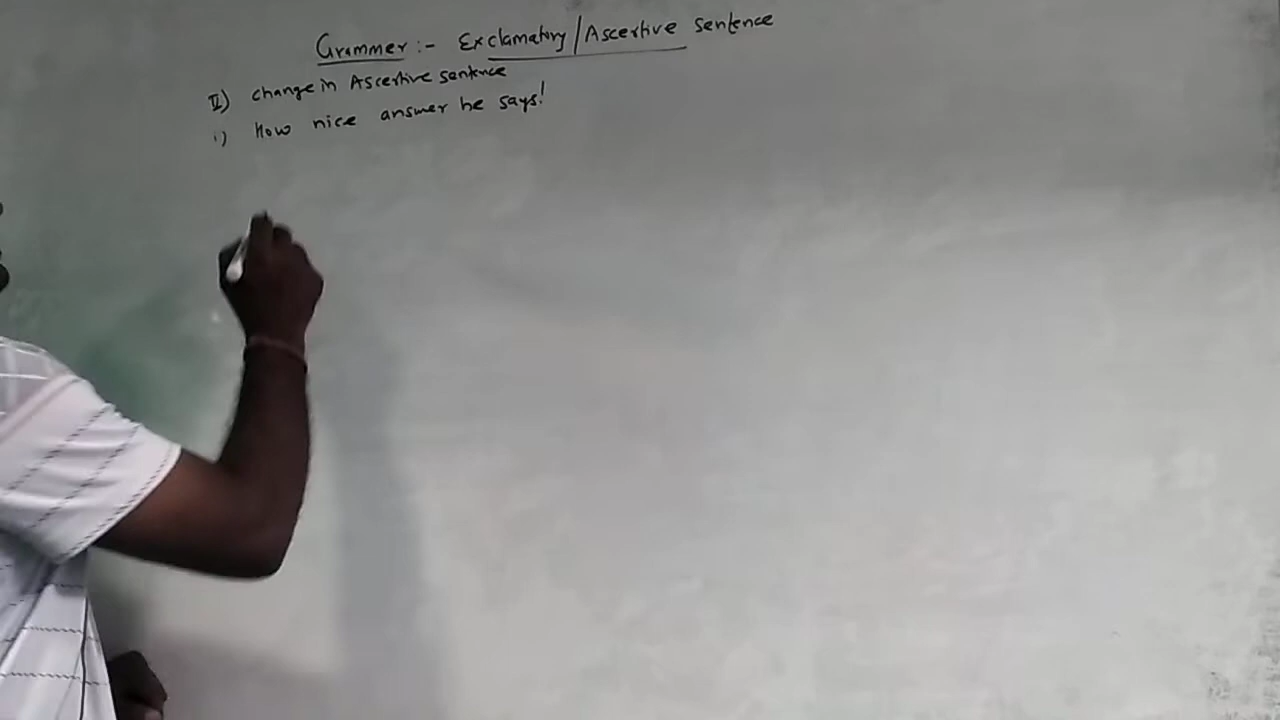 Grammer :- Exclamatory/Ascertive sentence
II) change in Ascertive sentence
i) How nice answer he says!